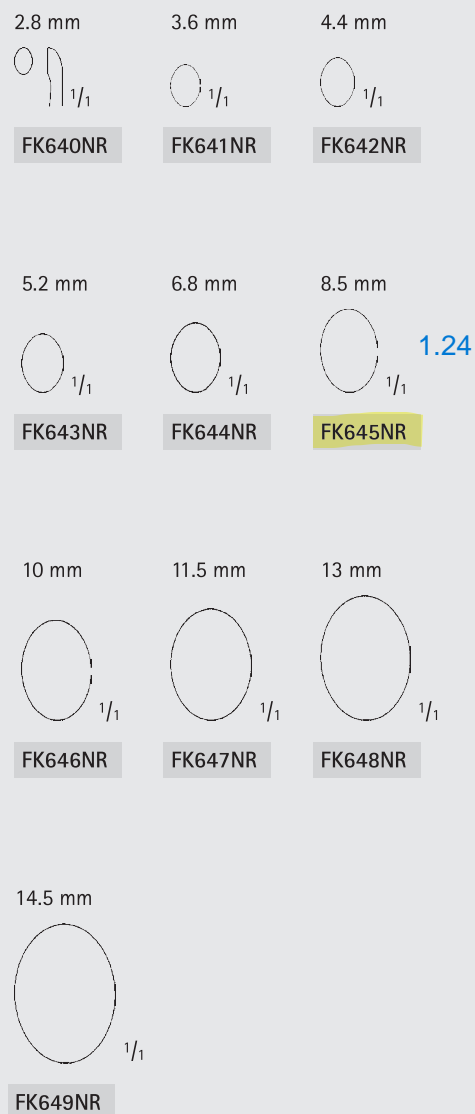 2.8 mm 3.6 mm 4.4 mm
1/1 1/1 1/1
FK640NR FK641NR FK642NR
5.2 mm 6.8 mm 8.5 mm
1.24
1/1 1/1 1/1
FK643NR FK644NR FK645NR
10 mm 11.5 mm 13 mm
1/1 1/1 1/1
FK646NR FK647NR FK648NR
14.5 mm
1/1
FK649NR